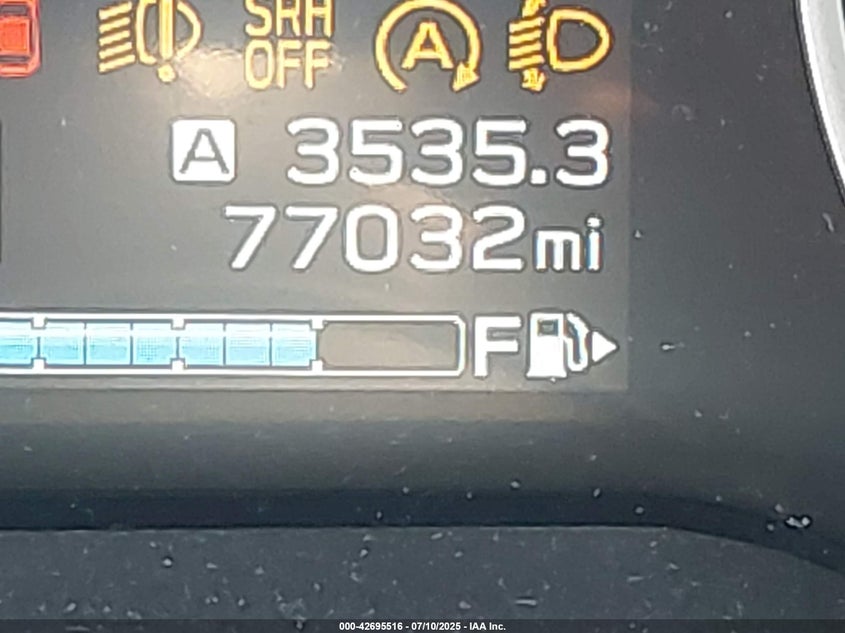 SRH
OFF
A
A 3535.3
77032mi
F
000-42695516 - 07/10/2025 - IAA Inc.